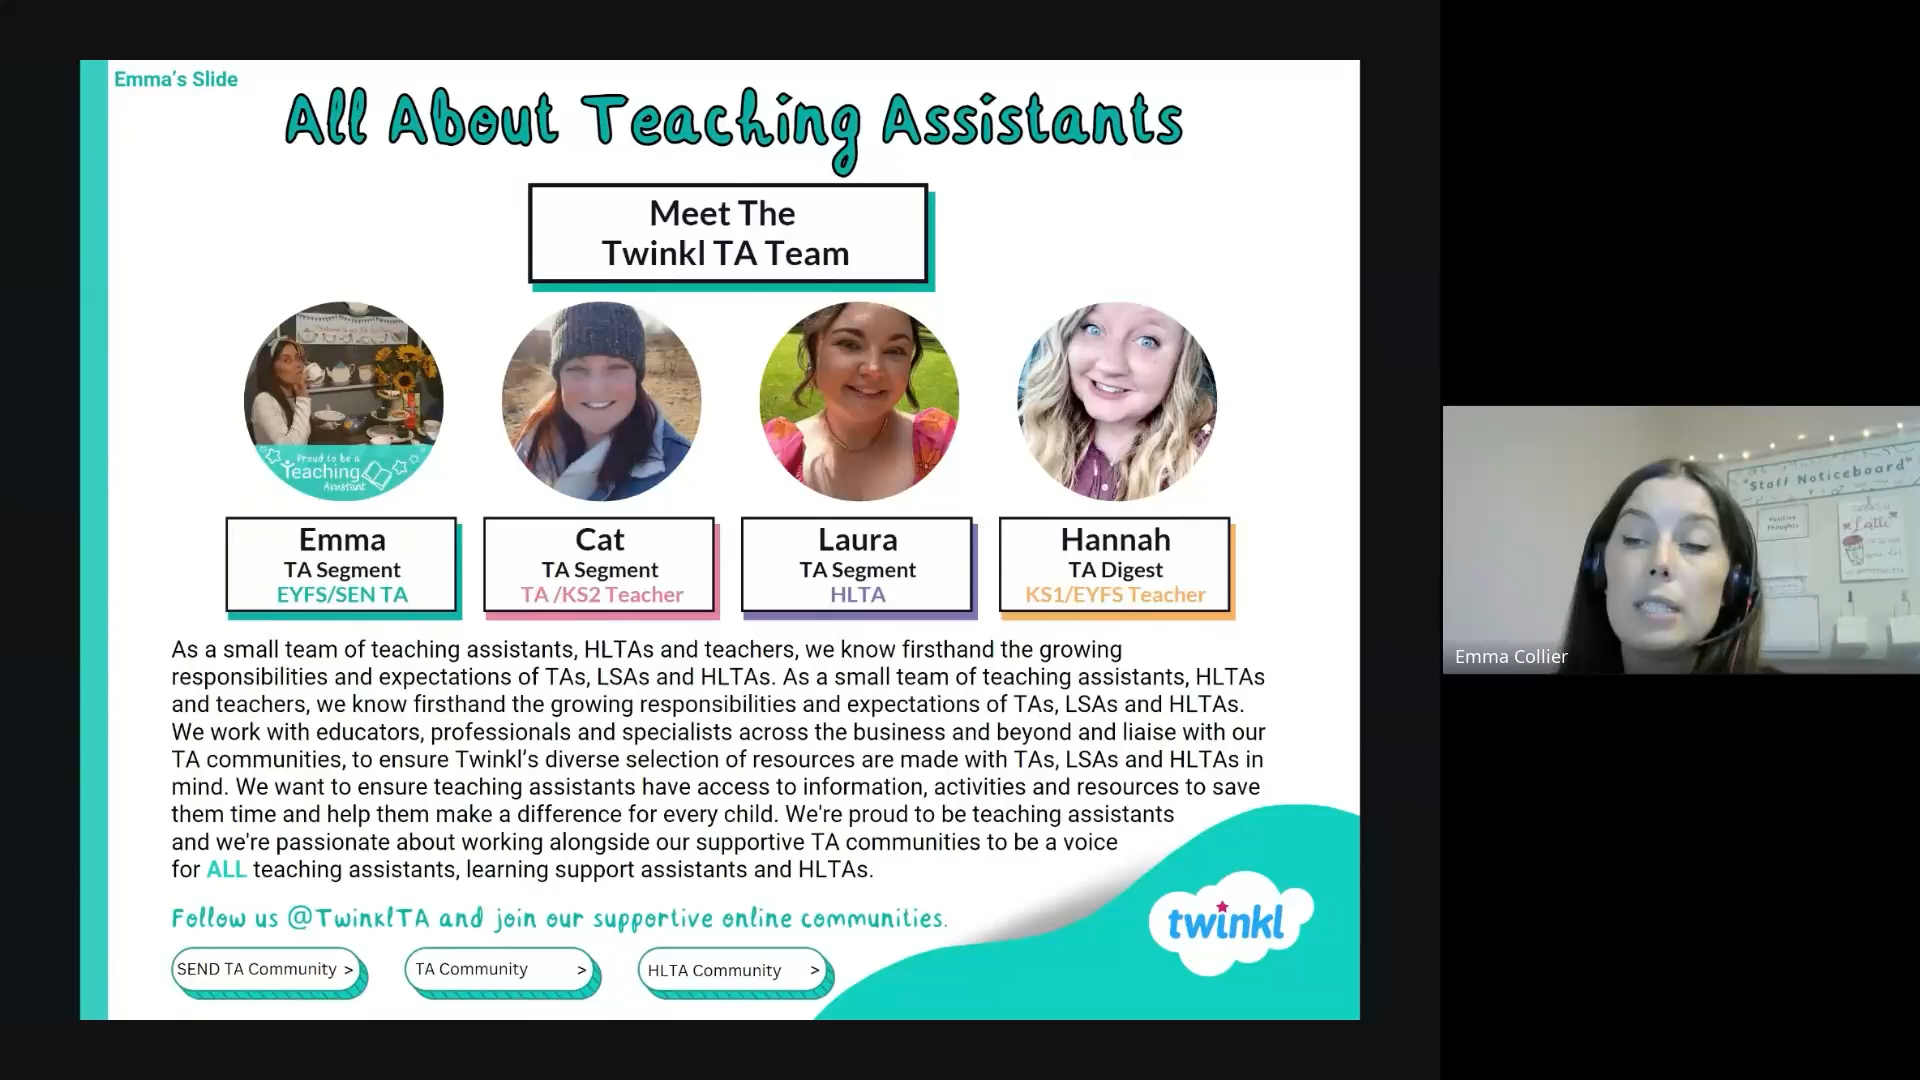 Emma's Slide
All About Teaching Assistants
Meet The
Twinkl TA Team
Proud to be a
Teaching
Assistant
Emma
TA Segment
EYFS/SEN TA
Cat
TA Segment
TA /KS2 Teacher
Laura
TA Segment
HLTA
Hannah
TA Digest
KS1/EYFS Teacher
As a small team of teaching assistants, HLTAs and teachers, we know firsthand the growing
responsibilities and expectations of TAs, LSAs and HLTAs. As a small team of teaching assistants, HLTAs
and teachers, we know firsthand the growing responsibilities and expectations of TAs, LSAs and HLTAs.
We work with educators, professionals and specialists across the business and beyond and liaise with our
TA communities, to ensure Twinkl’s diverse selection of resources are made with TAs, LSAs and HLTAs in
mind. We want to ensure teaching assistants have access to information, activities and resources to save
them time and help them make a difference for every child. We're proud to be teaching assistants
and we're passionate about working alongside our supportive TA communities to be a voice
for ALL teaching assistants, learning support assistants and HLTAs.
Follow us @TwinklTA and join our supportive online communities.
SEND TA Community >
TA Community >
HLTA Community >
twinkl
"Staff Noticeboard"
Positive
Thoughts
Latte
Emma Collier